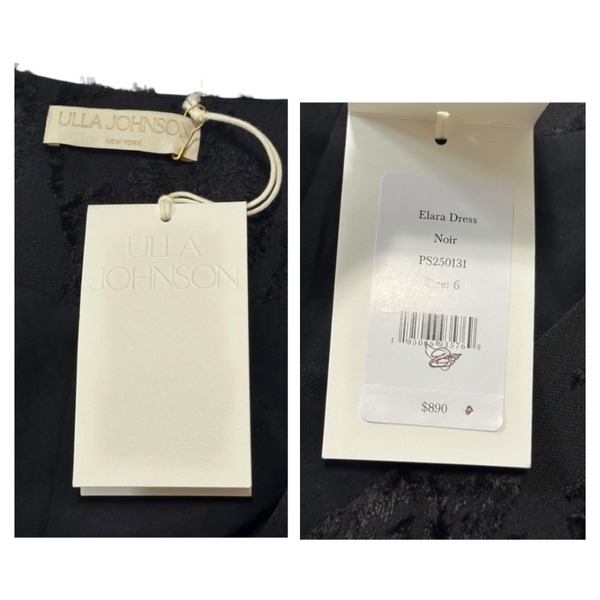 ULLA JOHNSON
NEW YORK
ULLA
JOHNSON
Elara Dress
Noir
PS250131
Size: 6
$890